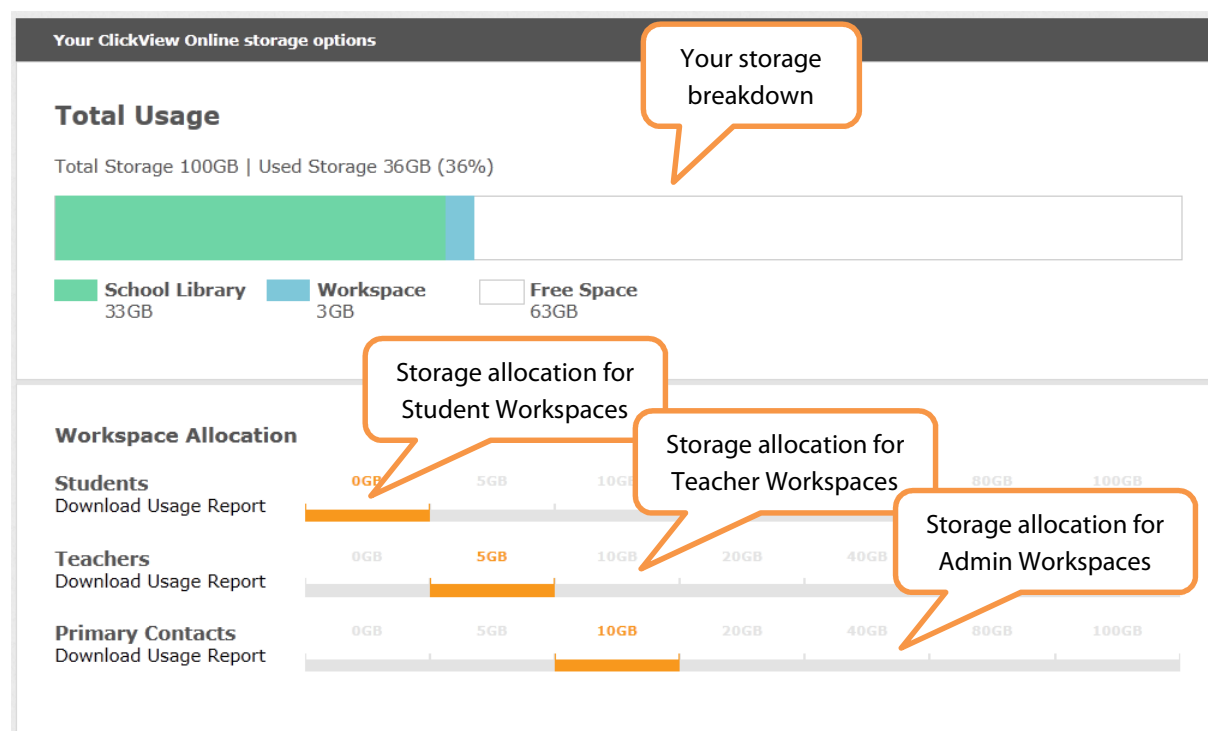 Your ClickView Online storage options
Your storage
breakdown
Total Usage
Total Storage 100GB | Used Storage 36GB (36%)
School Library
33GB
Workspace
3GB
Free Space
63GB
Storage allocation for
Student Workspaces
Workspace Allocation
Storage allocation for
Teacher Workspaces
Students
Download Usage Report
0GB 5GB 10GB 80GB 100GB
Storage allocation for
Admin Workspaces
Teachers
Download Usage Report
0GB 5GB 10GB 20GB 40GB
Primary Contacts
Download Usage Report
0GB 5GB 10GB 20GB 40GB 80GB 100GB